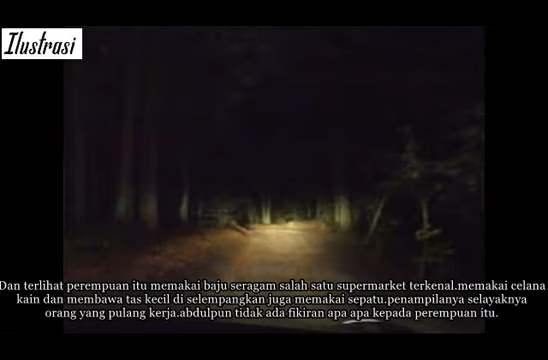 Ilustrasi
Dan terlihat perempuan itu memakai baju seragam salah satu supermarket terkenal.memakai celana
kain dan membawa tas kecil di selempangkan juga memakai sepatu.penampilanya selayaknya
orang yang pulang kerja.abdulpun tidak ada fikiran apa apa kepada perempuan itu.